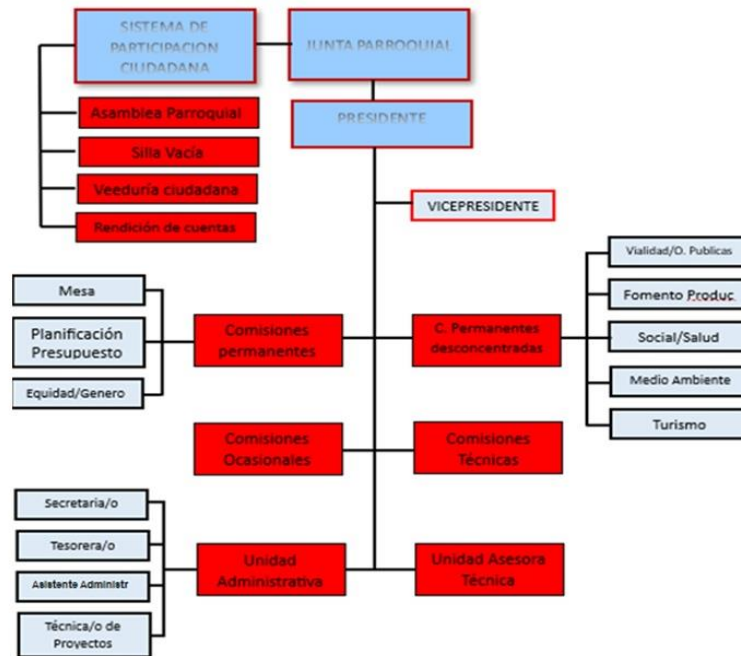 SISTEMA DE
PARTICIPACION
CIUDADANA
JUNTA PARROQUIAL
PRESIDENTE
Asamblea Parroquial
Silla Vacía
Veeduría ciudadana
Rendición de cuentas
VICEPRESIDENTE
Mesa
Planificación
Presupuesto
Equidad/Genero
Comisiones
permanentes
C. Permanentes
desconcentradas
Vialidad/O. Publicas
Fomento Produc
Social/Salud
Medio Ambiente
Turismo
Comisiones
Ocasionales
Comisiones
Técnicas
Secretaria/o
Tesorera/o
Asistente Administr
Técnica/o de
Proyectos
Unidad
Administrativa
Unidad Asesora
Técnica